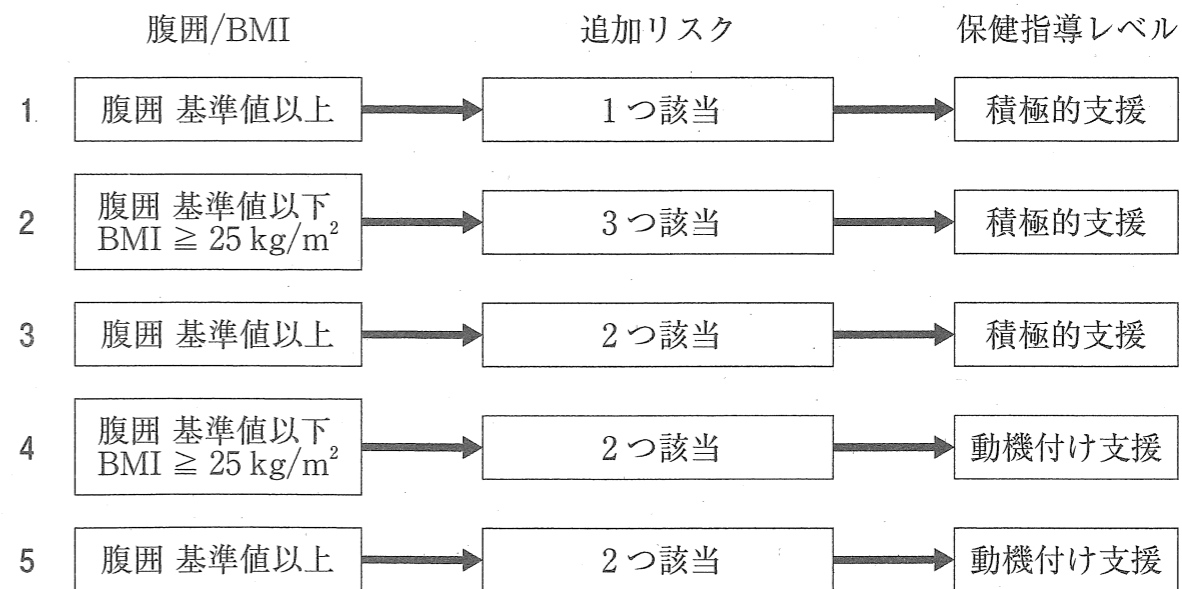 腹囲/BMI 追加リスク 保健指導レベル
1 腹囲 基準値以上 1つ該当 積極的支援
2 腹囲 基準値以下 3つ該当 積極的支援
BMI ≧ 25 kg/m²
3 腹囲 基準値以上 2つ該当 積極的支援
4 腹囲 基準値以下 2つ該当 動機付け支援
BMI ≧ 25 kg/m²
5 腹囲 基準値以上 2つ該当 動機付け支援